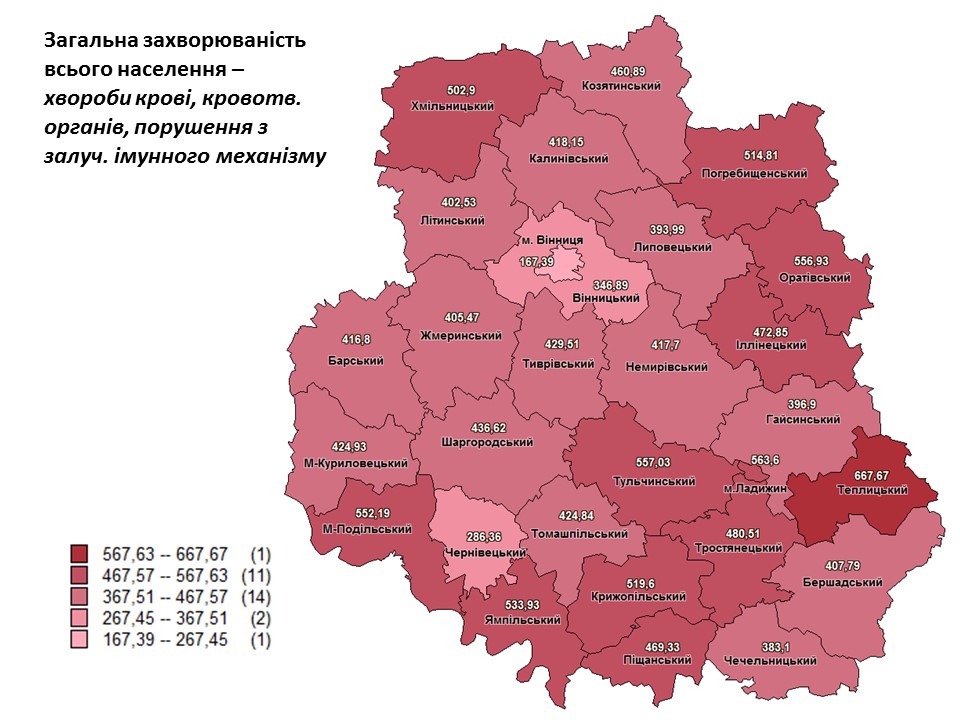 Загальна захворюваність
всього населення –
хвороби крові, кровотв.
органів, порушення з
залуч. імунного механізму
460,89
Козятинський
502,9
Хмільницький
418,15
Калинівський
514,81
Погребищенський
402,53
Літинський
393,99
Липовецький
м. Вінниця
167,39
346,89
Вінницький
556,93
Оратівський
405,47
Жмеринський
416,8
Барський
429,51
Тиврівський
417,7
Немирівський
472,85
Іллінецький
396,9
Гайсинський
436,62
Шаргородський
424,93
М-Куриловецький
557,03
Тульчинський
563,6
м.Ладижин
667,67
Теплицький
552,19
М-Подільський
286,36
Чернівецький
424,84
Томашпільський
480,51
Тростянецький
407,79
Бершадський
519,6
Крижопільський
533,93
Ямпільський
469,33
Піщанський
383,1
Чечельницький
567,63 -- 667,67 (1)
467,57 -- 567,63 (11)
367,51 -- 467,57 (14)
267,45 -- 367,51 (2)
167,39 -- 267,45 (1)